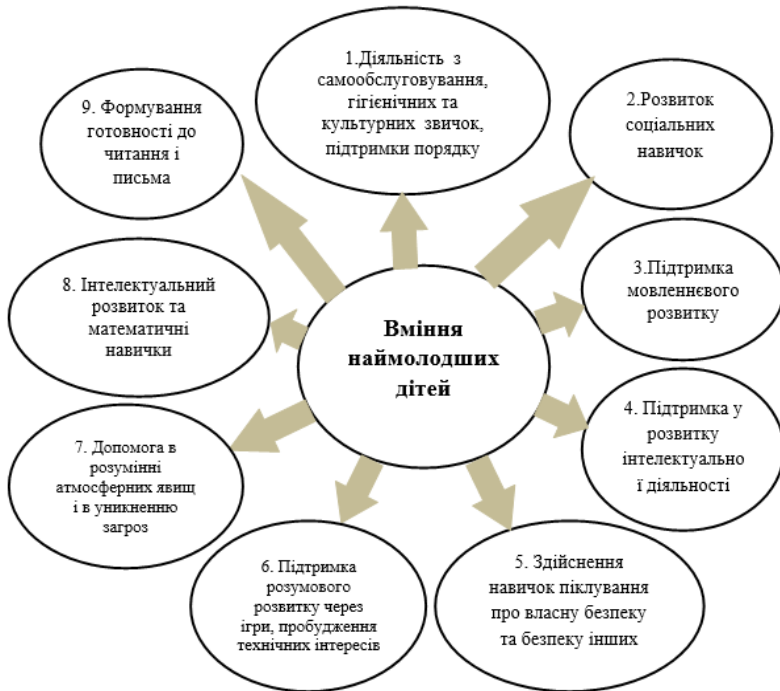 1.Діяльність з
самообслуговування,
гігієнічних та
культурних звичок,
підтримки порядку
2.Розвиток
соціальних
навичок
3.Підтримка
мовленнєвого
розвитку
4. Підтримка у
розвитку
інтелектуально
ї діяльності
5. Здійснення
навичок піклування
про власну безпеку
та безпеку інших
6. Підтримка
розумового
розвитку через
ігри, пробудження
технічних інтересів
7. Допомога в
розумінні
атмосферних явищ
і в уникненню
загроз
8. Інтелектуальний
розвиток та
математичні
навички
9. Формування
готовності до
читання і
письма
Вміння
наймолодших
дітей